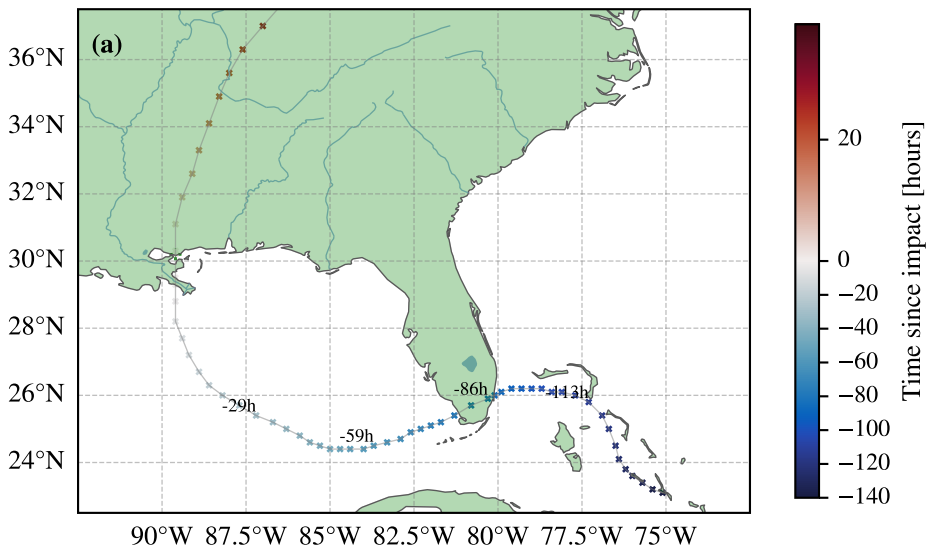 (a)
36°N
34°N
32°N
30°N
28°N
26°N
24°N
-29h
-59h
-86h
-113h
90°W 87.5°W 85°W 82.5°W 80°W 77.5°W 75°W
20
0
−20
−40
−60
−80
−100
−120
−140
Time since impact [hours]